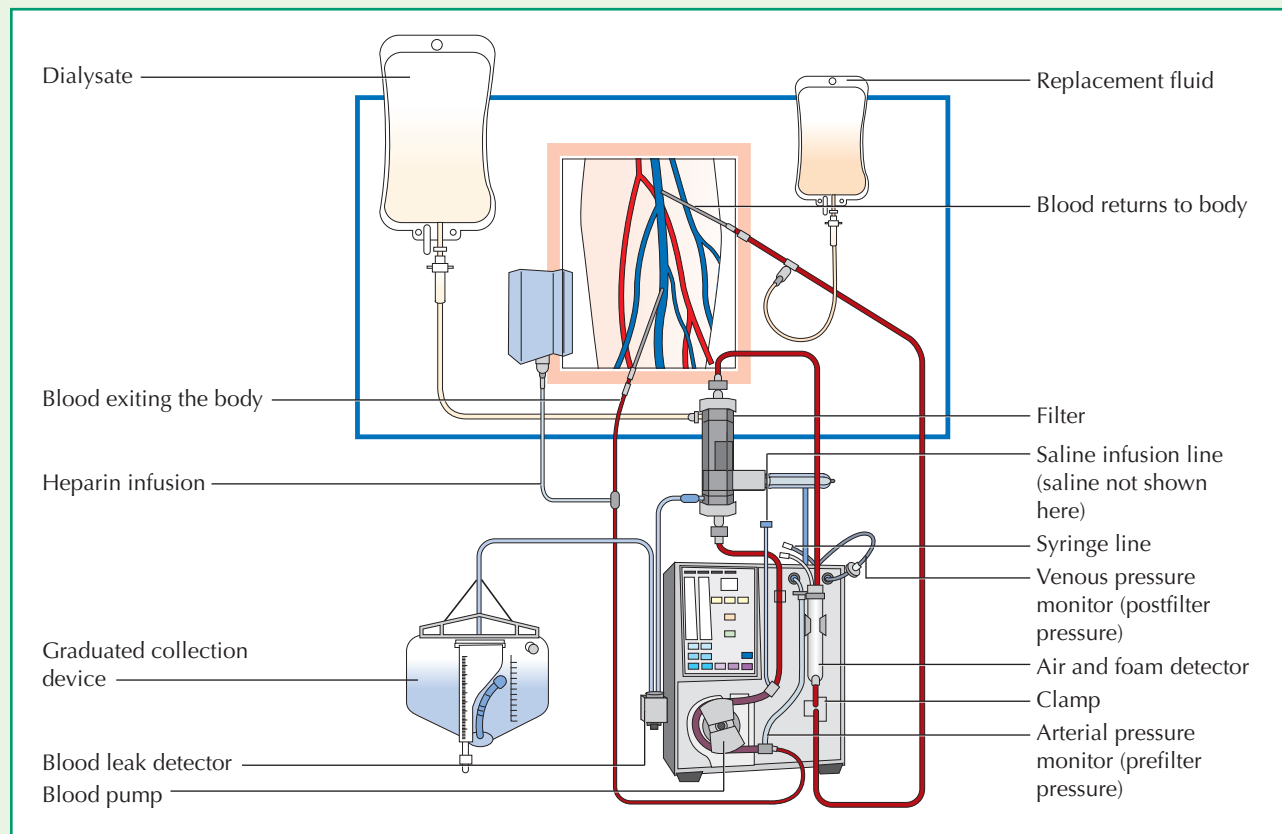 Dialysate
Blood exiting the body
Heparin infusion
Graduated collection
device
Blood leak detector
Blood pump
Replacement fluid
Blood returns to body
Filter
Saline infusion line
(saline not shown
here)
Syringe line
Venous pressure
monitor (postfilter
pressure)
Air and foam detector
Clamp
Arterial pressure
monitor (prefilter
pressure)